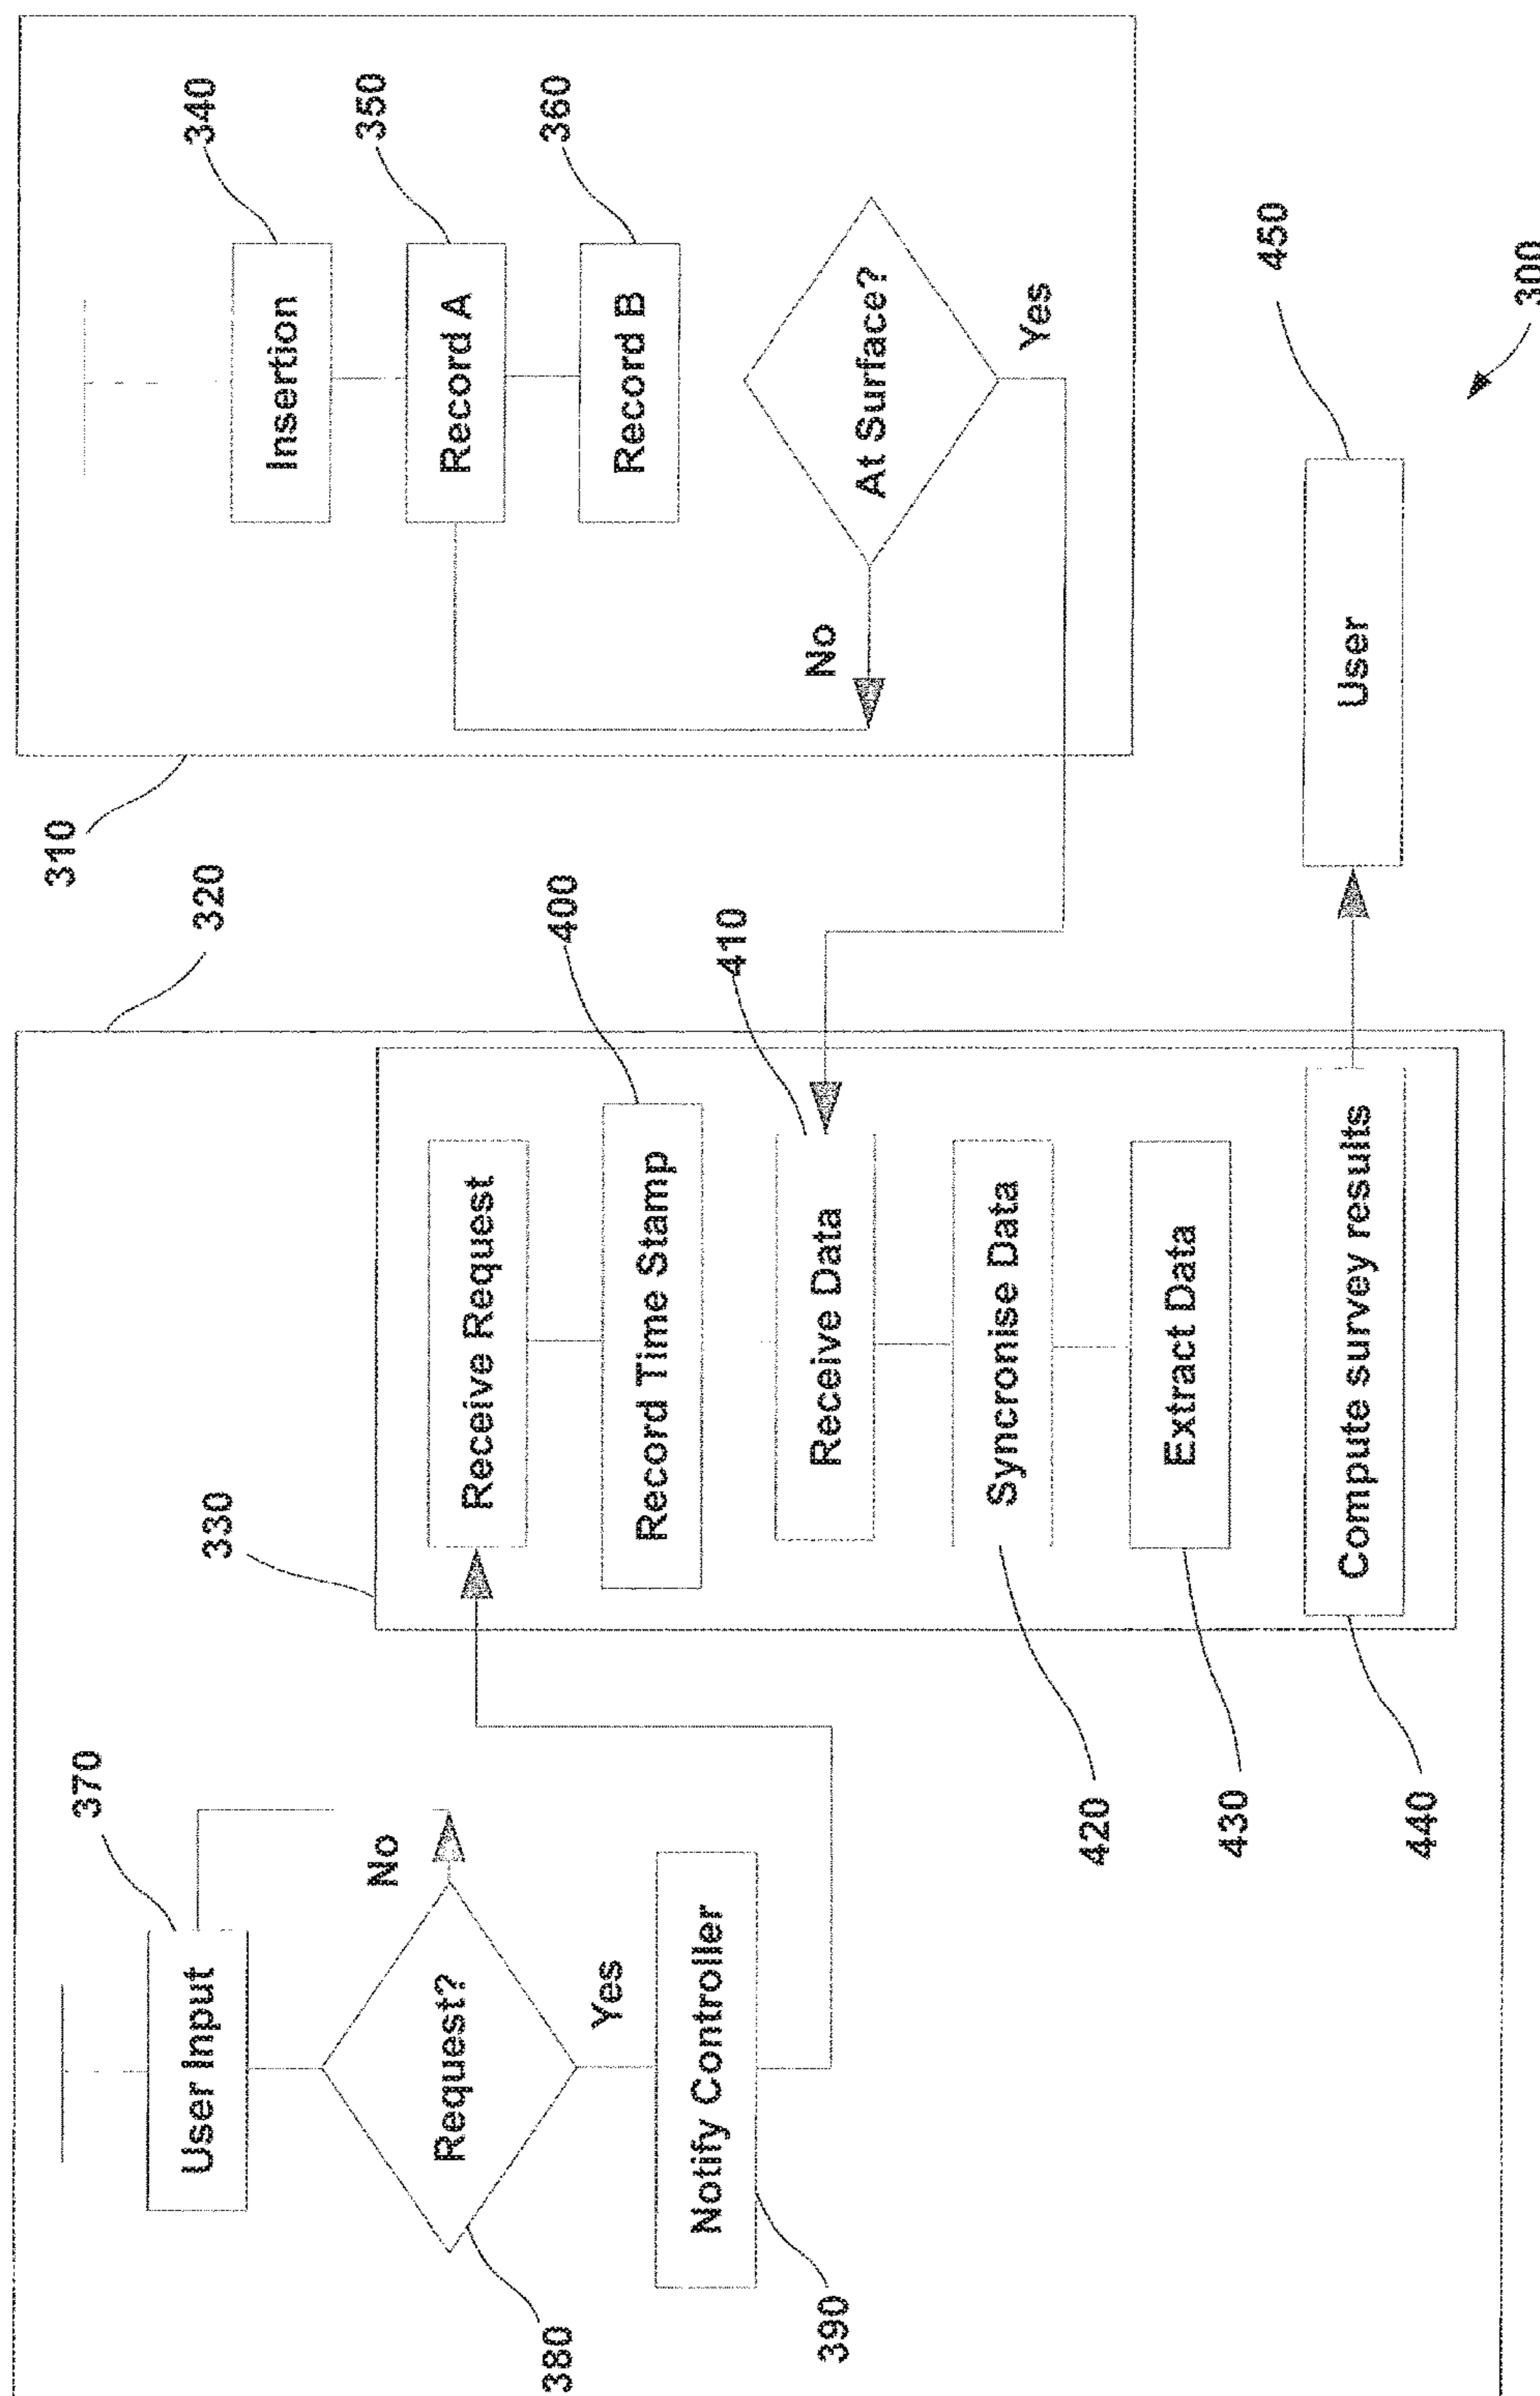 370
User Input
No
Request?
380
Yes
Notify Controller
390
320
330
Receive Request
Record Time Stamp
400
Receive Data
410
Syncronise Data
420
Extract Data
430
Compute survey results
440
310
Insertion
340
Record A
350
Record B
360
At Surface?
No
Yes
User
450
300